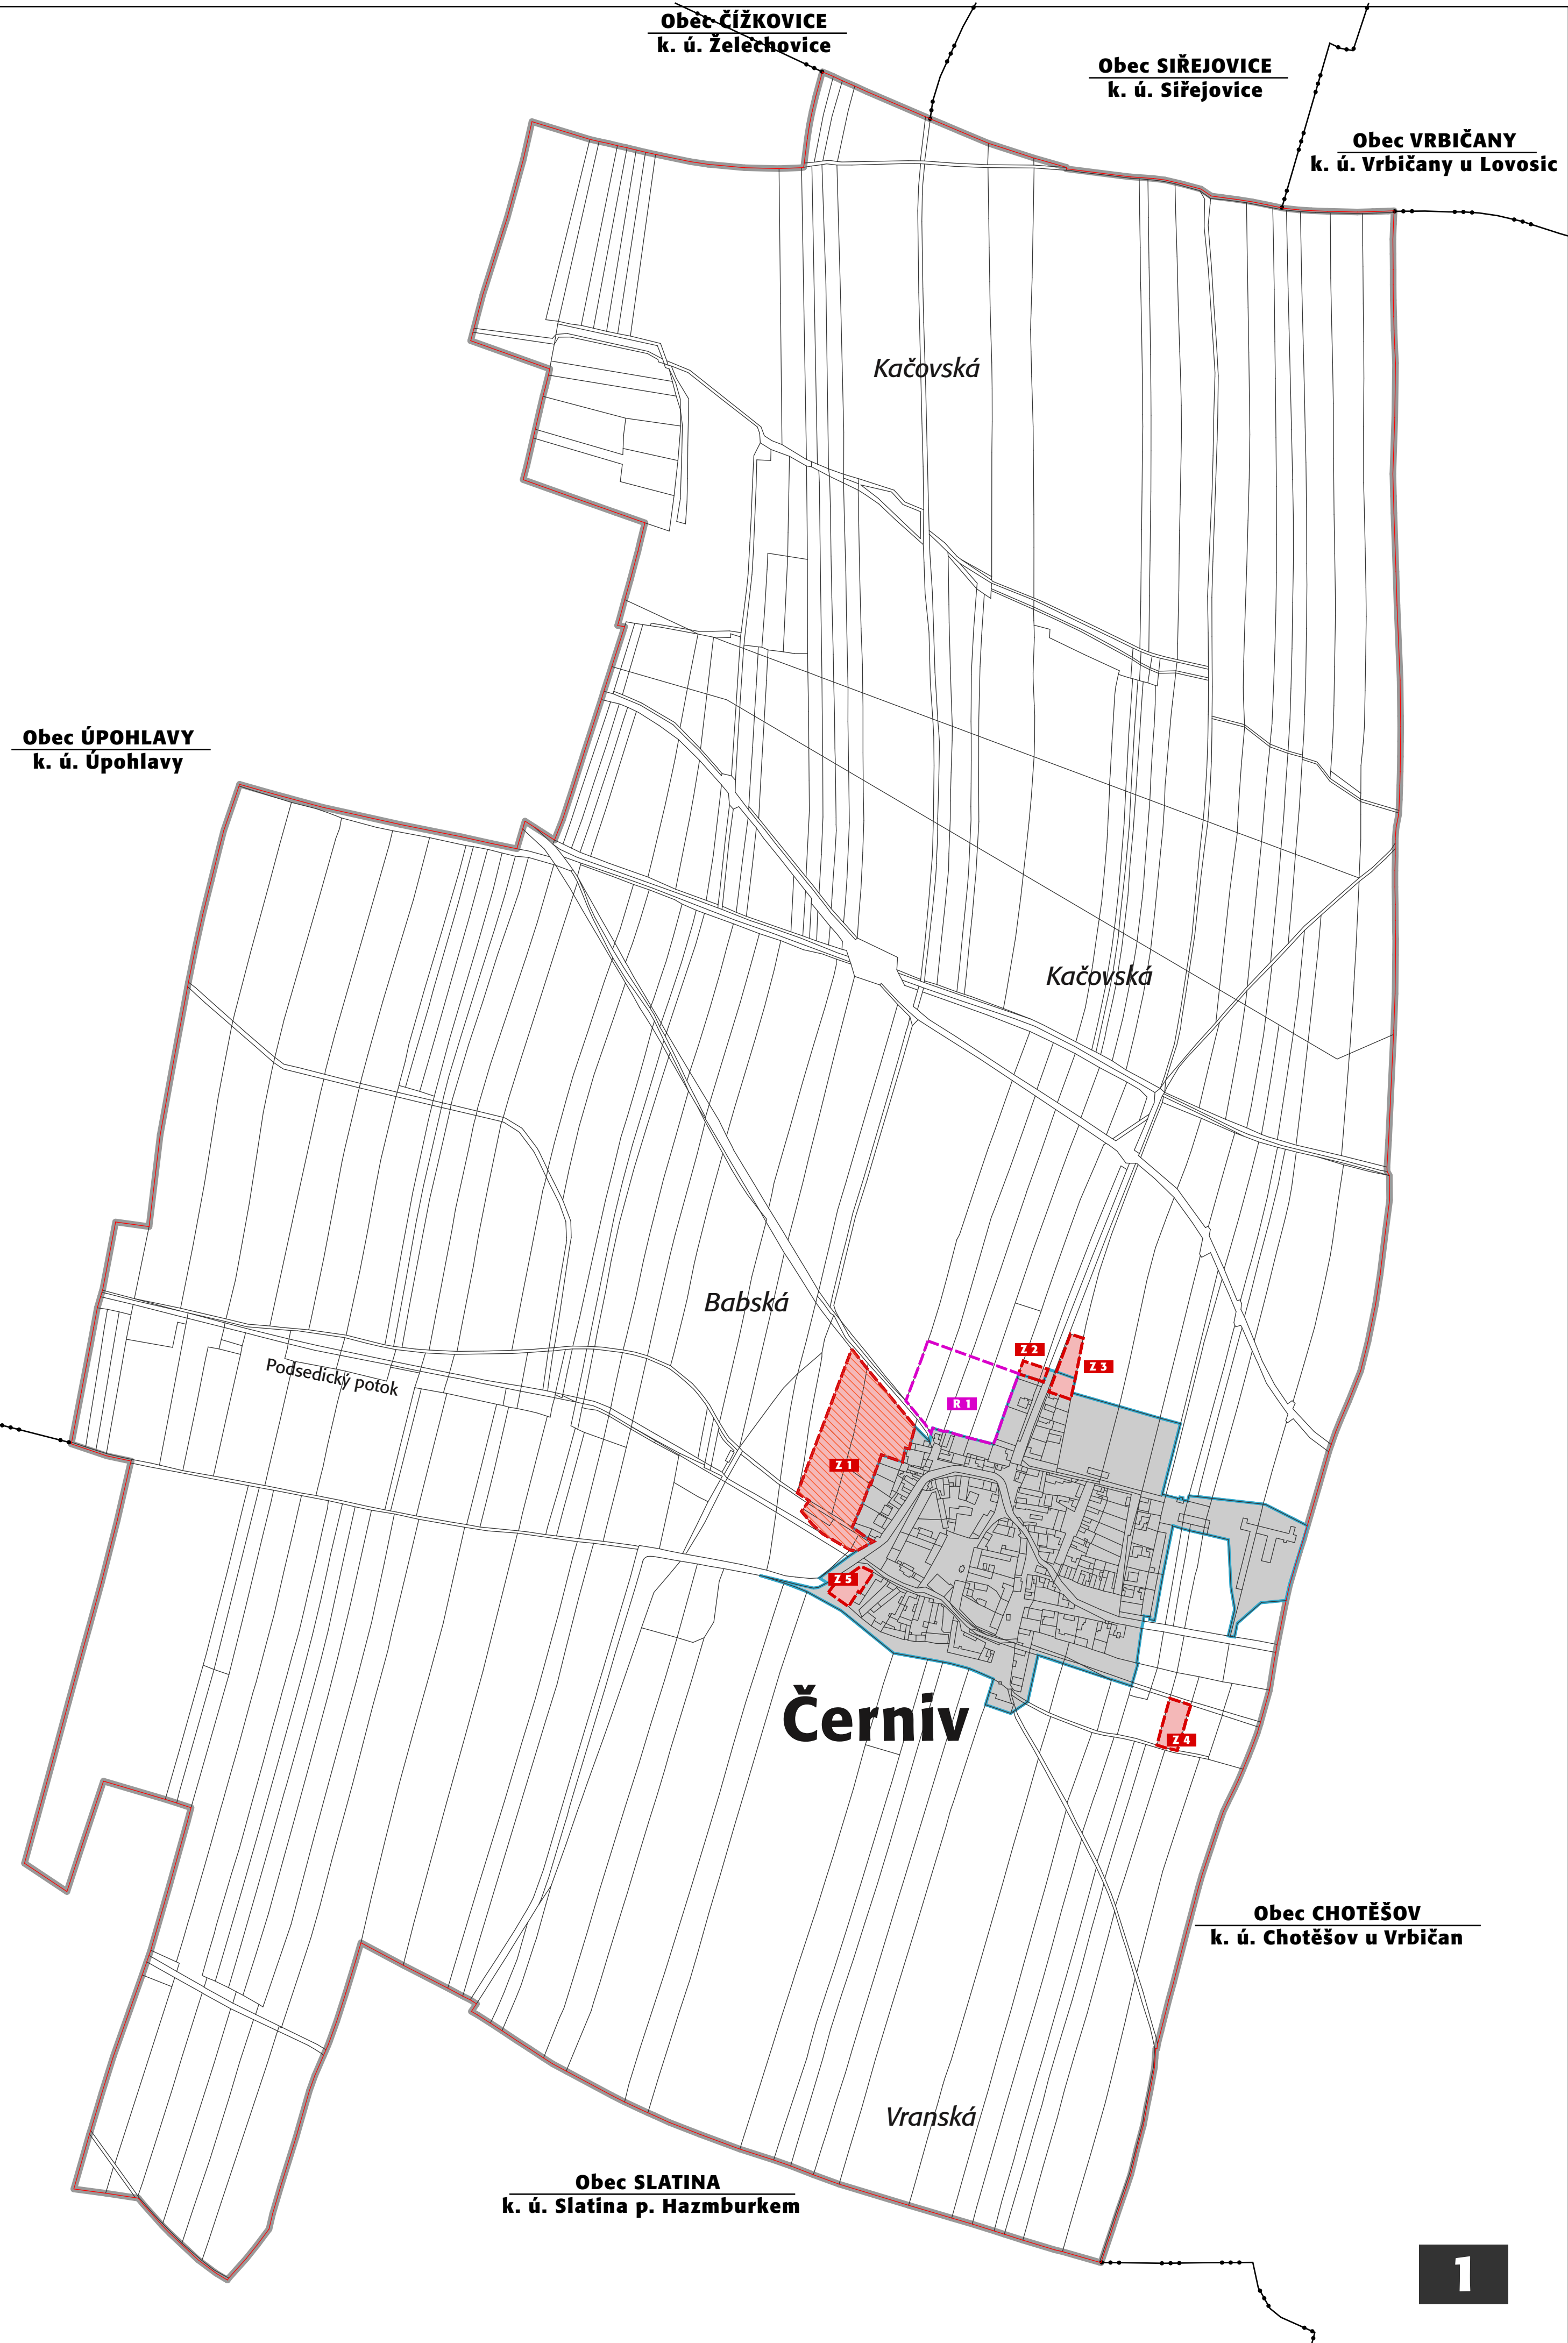 Obec ČÍŽKOVICE
k. ú. Želechovice
Obec SIŘEJOVICE
k. ú. Siřejovice
Obec VRBIČANY
k. ú. Vrbičany u Lovosic
Kačovská
Obec ÚPOHLAVY
k. ú. Úpohlavy
Kačovská
Babská
Podsedický potok
Z 2
Z 3
R 1
Z 1
Z 5
Černiv
Z 4
Obec CHOTĚŠOV
k. ú. Chotěšov u Vrbičan
Vranská
Obec SLATINA
k. ú. Slatina p. Hazmburkem
1